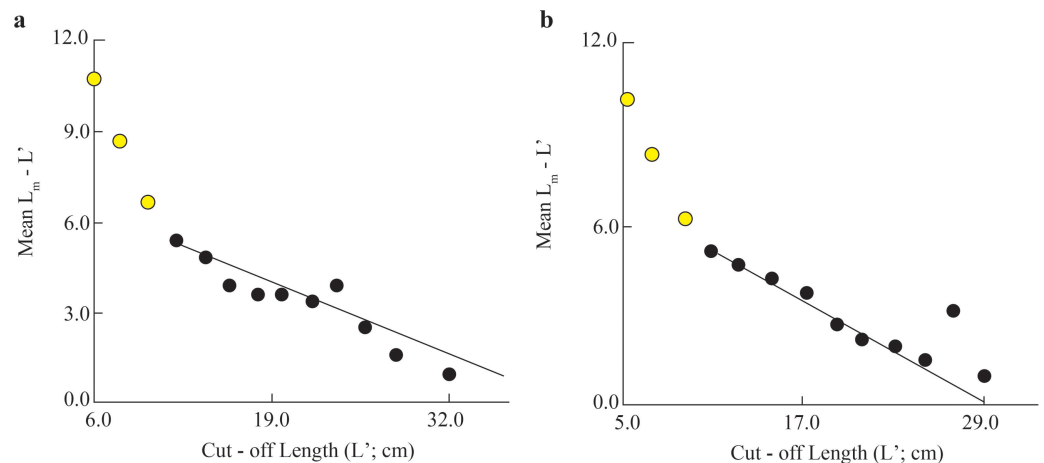 a
12.0
9.0
6.0
3.0
0.0
Mean Lm - L’
6.0 19.0 32.0
Cut - off Length (L’; cm)
b
12.0
6.0
0.0
Mean Lm - L’
5.0 17.0 29.0
Cut - off Length (L’; cm)